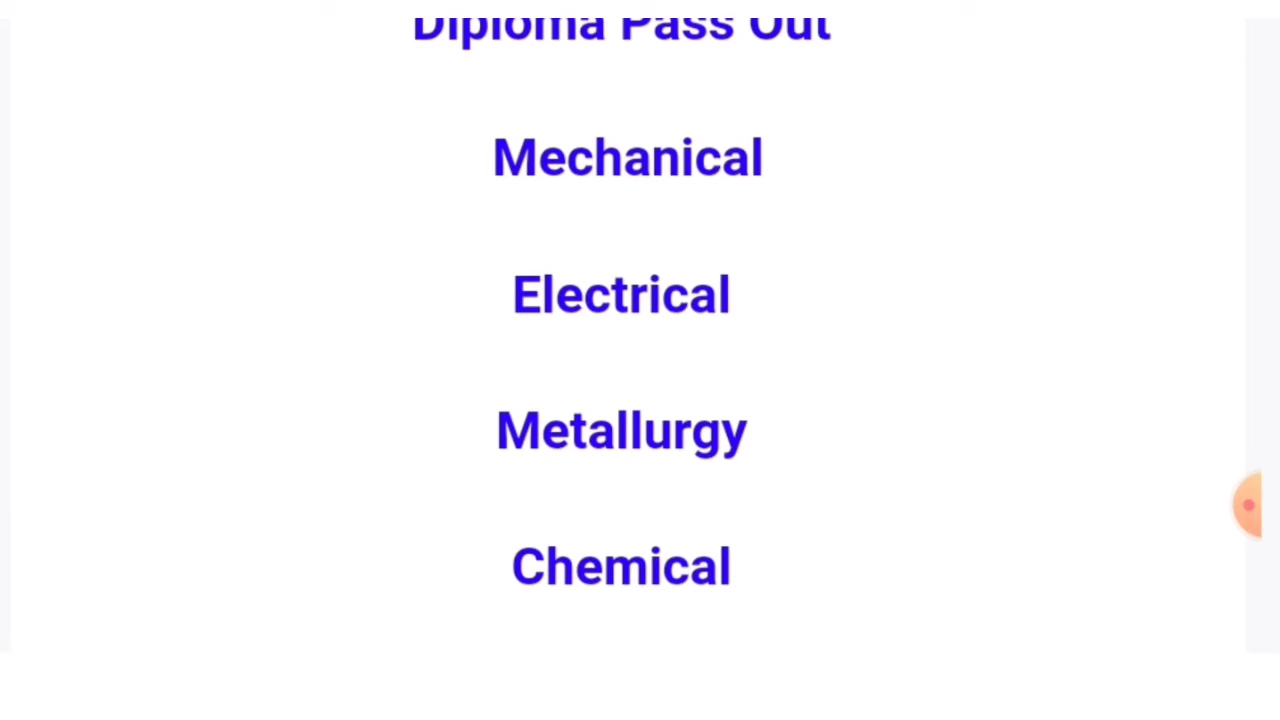 Diploma Pass Out
Mechanical
Electrical
Metallurgy
Chemical